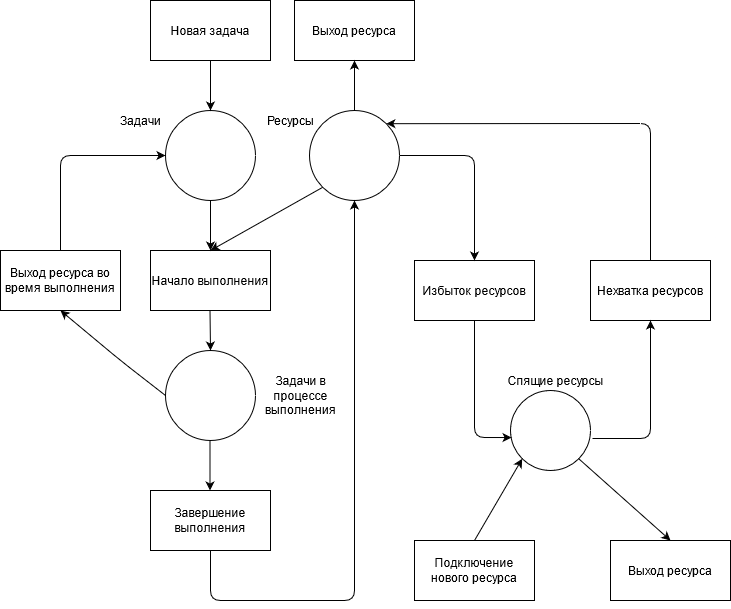 Новая задача
Выход ресурса
Задачи
Ресурсы
Выход ресурса во
время выполнения
Начало выполнения
Избыток ресурсов
Нехватка ресурсов
Задачи в
процессе
выполнения
Спящие ресурсы
Завершение
выполнения
Подключение
нового ресурса
Выход ресурса